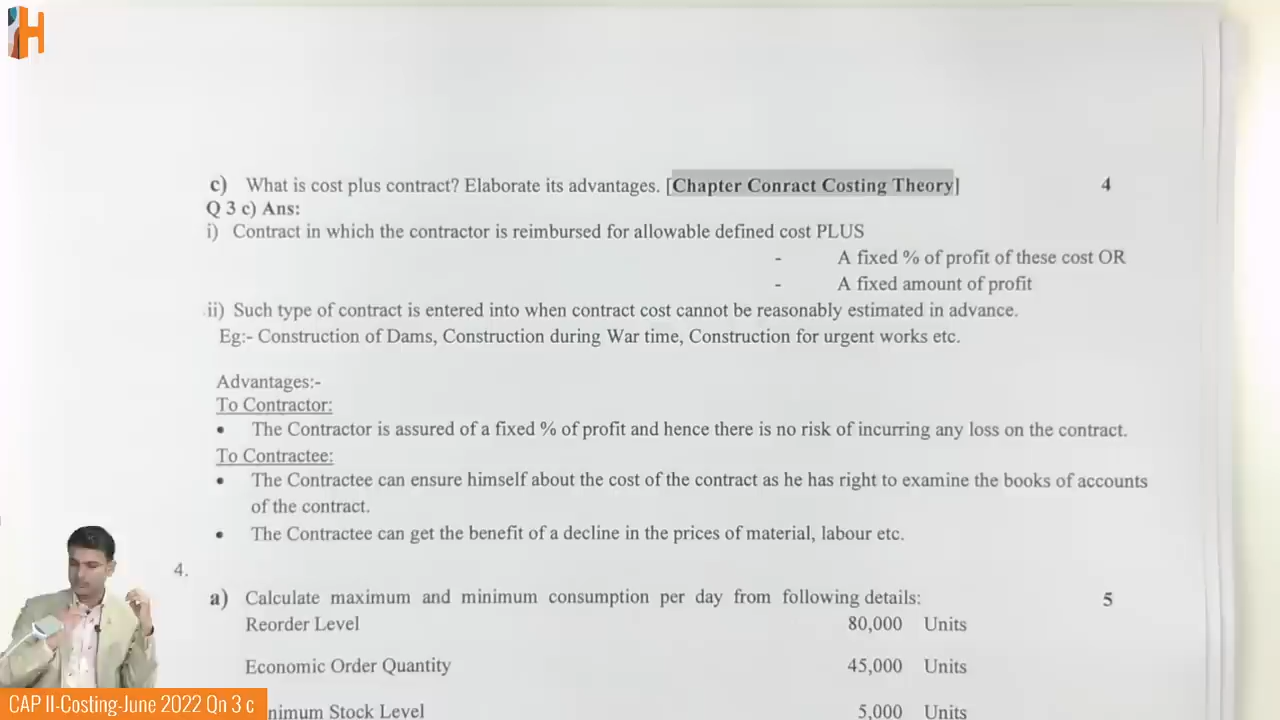 H
c) What is cost plus contract? Elaborate its advantages. [Chapter Conract Costing Theory] 4
Q 3 c) Ans:
i) Contract in which the contractor is reimbursed for allowable defined cost PLUS
- A fixed % of profit of these cost OR
- A fixed amount of profit
ii) Such type of contract is entered into when contract cost cannot be reasonably estimated in advance.
Eg:- Construction of Dams, Construction during War time, Construction for urgent works etc.
Advantages:-
To Contractor:
• The Contractor is assured of a fixed % of profit and hence there is no risk of incurring any loss on the contract.
To Contractee:
• The Contractee can ensure himself about the cost of the contract as he has right to examine the books of accounts
of the contract.
• The Contractee can get the benefit of a decline in the prices of material, labour etc.
4.
a) Calculate maximum and minimum consumption per day from following details: 5
Reorder Level 80,000 Units
Economic Order Quantity 45,000 Units
nimum Stock Level 5,000 Units
CAP II-Costing-June 2022 Qn 3 c